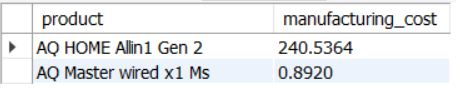 product manufacturing_cost
AQ HOME Allin1 Gen 2 240.5364
AQ Master wired x1 Ms 0.8920